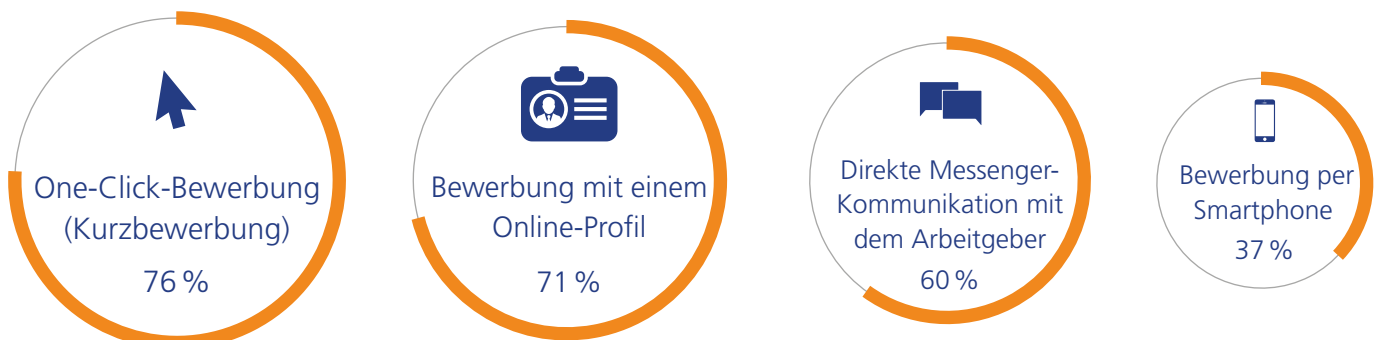 One-Click-Bewerbung
(Kurzbewerbung)
76 %
Bewerbung mit einem
Online-Profil
71 %
Direkte Messenger-
Kommunikation mit
dem Arbeitgeber
60 %
Bewerbung per
Smartphone
37 %